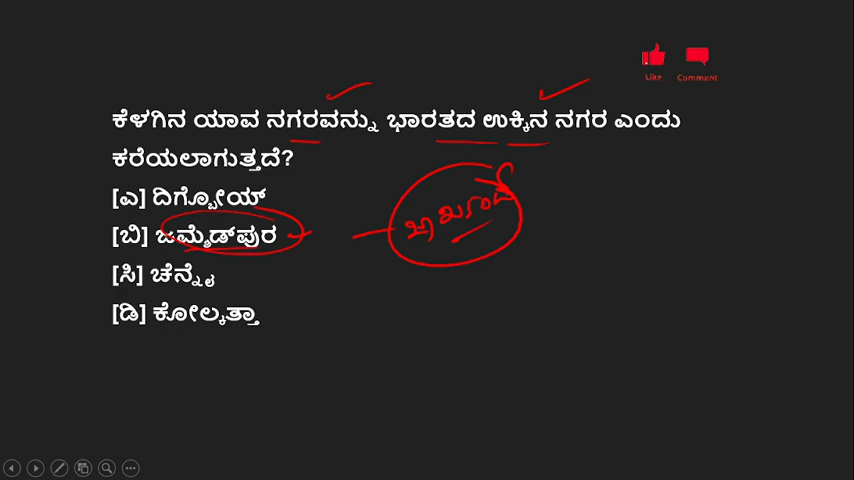 Like Comment
ಕೆಳಗಿನ ಯಾವ ನಗರವನ್ನು ಭಾರತದ ಉಕ್ಕಿನ ನಗರ ಎಂದು
ಕರೆಯಲಾಗುತ್ತದೆ?
[ಎ] ದಿಗ್ಬೋಯ್
[ಬಿ] ಜಮ್ಶೆಡ್‌ಪುರ
[ಸಿ] ಚೆನ್ನೈ
[ಡಿ] ಕೋಲ್ಕತ್ತಾ